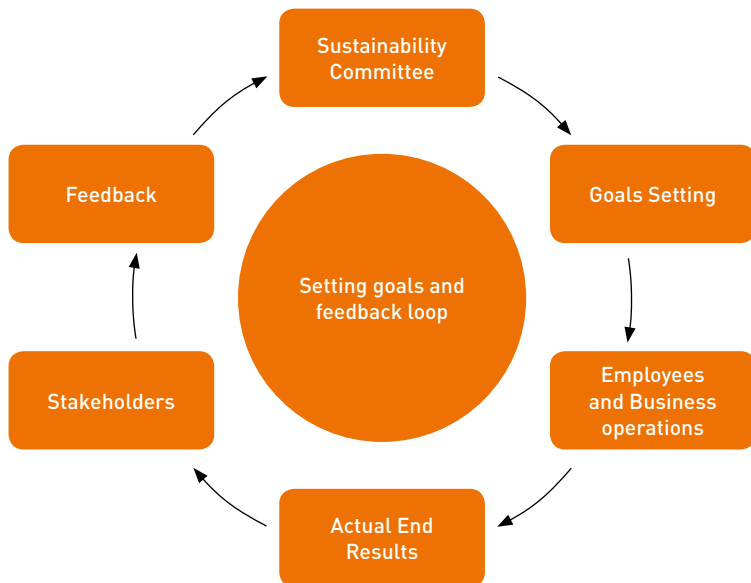 Sustainability
Committee
Feedback
Goals Setting
Setting goals and
feedback loop
Stakeholders
Employees
and Business
operations
Actual End
Results